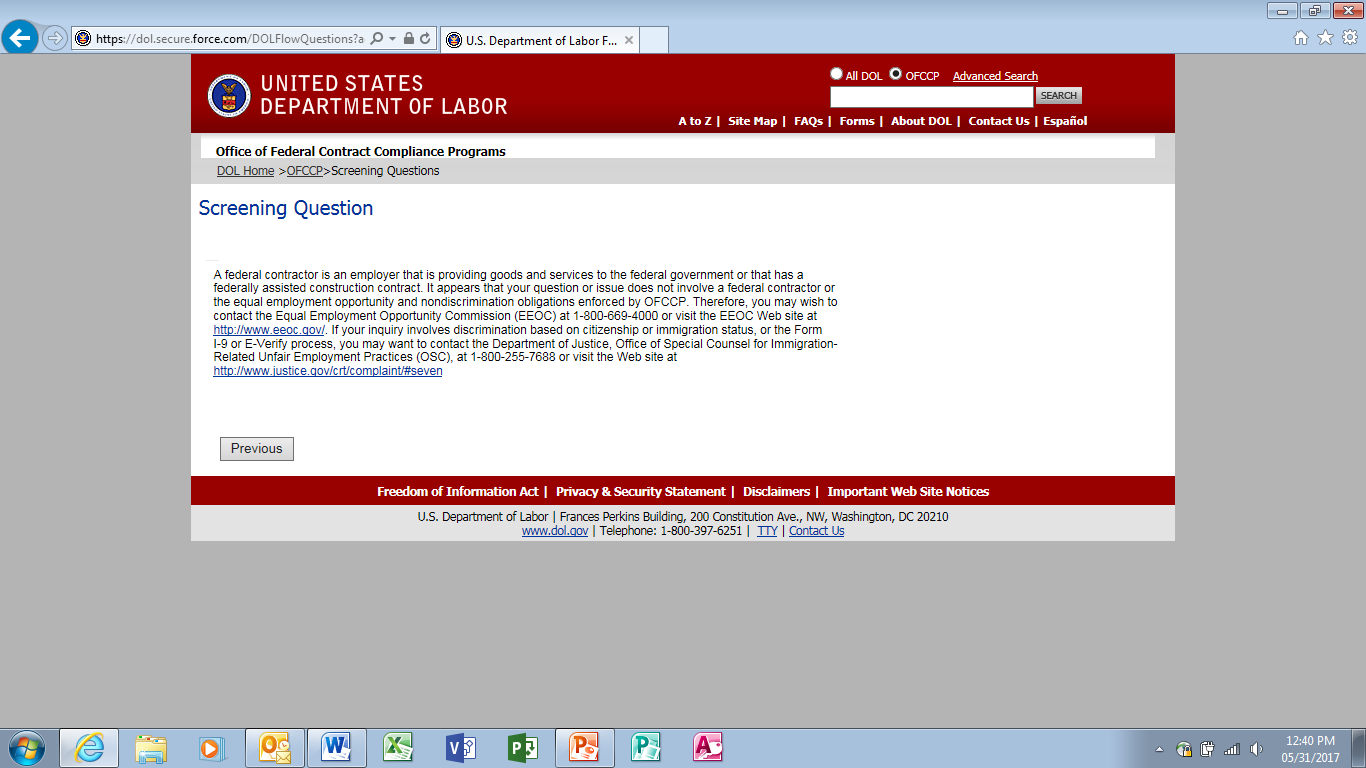 https://dol.secure.force.com/DOLFlowQuestions?a
U.S. Department of Labor F...
UNITED STATES
DEPARTMENT OF LABOR
All DOL OFCCP Advanced Search
SEARCH
A to Z | Site Map | FAQs | Forms | About DOL | Contact Us | Español
Office of Federal Contract Compliance Programs
DOL Home >OFCCP>Screening Questions
Screening Question
A federal contractor is an employer that is providing goods and services to the federal government or that has a
federally assisted construction contract. It appears that your question or issue does not involve a federal contractor or
the equal employment opportunity and nondiscrimination obligations enforced by OFCCP. Therefore, you may wish to
contact the Equal Employment Opportunity Commission (EEOC) at 1-800-669-4000 or visit the EEOC Web site at
http://www.eeoc.gov/. If your inquiry involves discrimination based on citizenship or immigration status, or the Form
I-9 or E-Verify process, you may want to contact the Department of Justice, Office of Special Counsel for Immigration-
Related Unfair Employment Practices (OSC), at 1-800-255-7688 or visit the Web site at
http://www.justice.gov/crt/complaint/#seven
Previous
Freedom of Information Act | Privacy & Security Statement | Disclaimers | Important Web Site Notices
U.S. Department of Labor | Frances Perkins Building, 200 Constitution Ave., NW, Washington, DC 20210
www.dol.gov | Telephone: 1-800-397-6251 | TTY | Contact Us
12:40 PM
05/31/2017